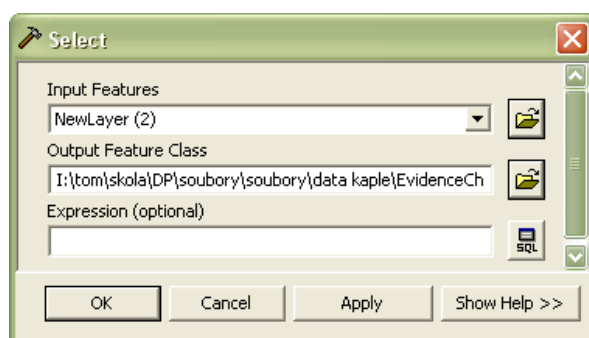 Select
Input Features
NewLayer (2)
Output Feature Class
I:\tom\skola\DP\soubory\soubory\data kaple\EvidenceCh
Expression (optional)
SQL
OK Cancel Apply Show Help >>